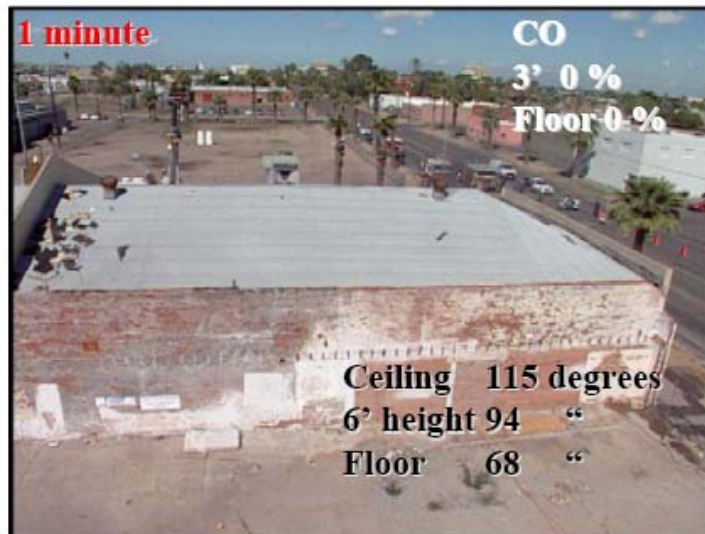 1 minute
CO
3’ 0 %
Floor 0 %
Ceiling 115 degrees
6’ height 94 “
Floor 68 “